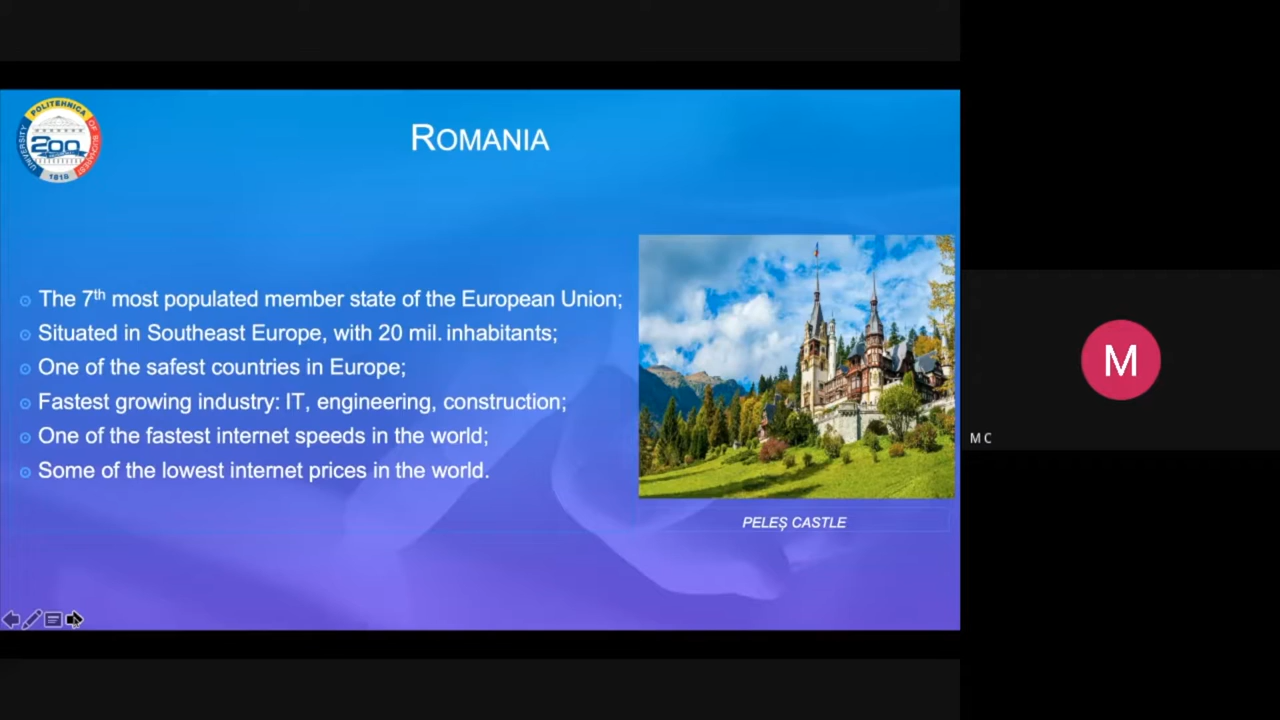 UNIVERSITY POLITEHNICA OF BUCHAREST
200
1818
ROMANIA
The 7th most populated member state of the European Union;
Situated in Southeast Europe, with 20 mil. inhabitants;
One of the safest countries in Europe;
Fastest growing industry: IT, engineering, construction;
One of the fastest internet speeds in the world;
Some of the lowest internet prices in the world.
PELEŞ CASTLE
M
M C